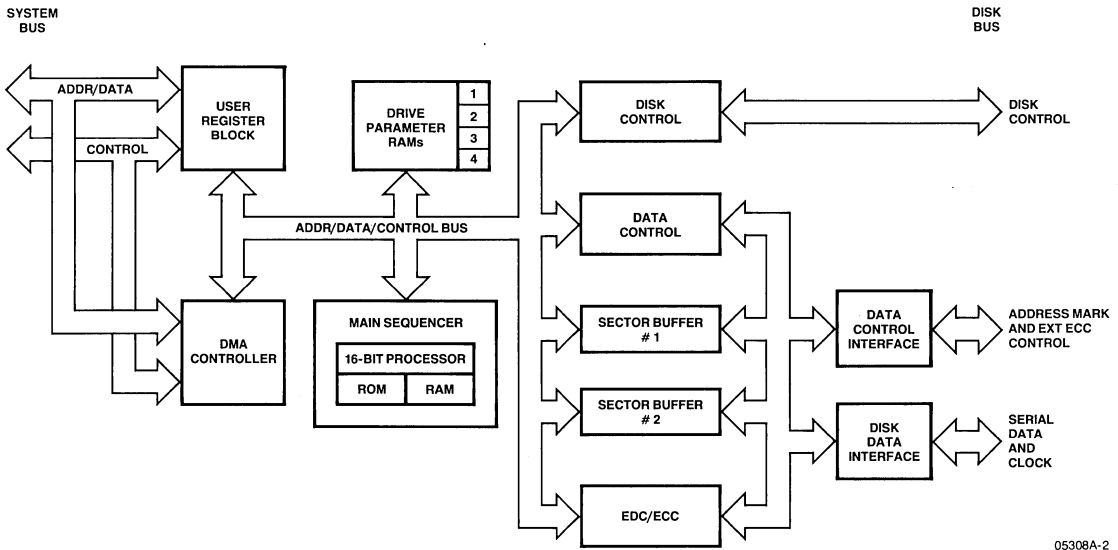 SYSTEM
BUS
DISK
BUS
ADDR/DATA
CONTROL
USER
REGISTER
BLOCK
DRIVE
PARAMETER
RAMs
1
2
3
4
DISK
CONTROL
DISK
CONTROL
ADDR/DATA/CONTROL BUS
DATA
CONTROL
DMA
CONTROLLER
MAIN SEQUENCER
16-BIT PROCESSOR
ROM
RAM
SECTOR BUFFER
# 1
DATA
CONTROL
INTERFACE
ADDRESS MARK
AND EXT ECC
CONTROL
SECTOR BUFFER
# 2
DISK
DATA
INTERFACE
SERIAL
DATA
AND
CLOCK
EDC/ECC
05308A-2